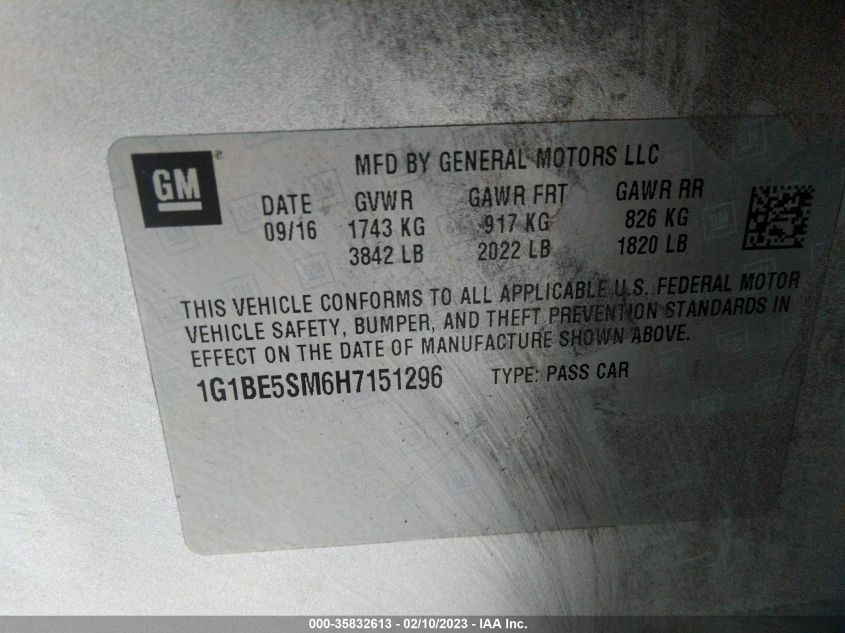 GM®
MFD BY GENERAL MOTORS LLC
DATE GVWR GAWR FRT GAWR RR
09/16 1743 KG 917 KG 826 KG
3842 LB 2022 LB 1820 LB
THIS VEHICLE CONFORMS TO ALL APPLICABLE U.S. FEDERAL MOTOR
VEHICLE SAFETY, BUMPER, AND THEFT PREVENTION STANDARDS IN
EFFECT ON THE DATE OF MANUFACTURE SHOWN ABOVE.
1G1BE5SM6H7151296 TYPE: PASS CAR
000-35832613 - 02/10/2023 - IAA Inc.